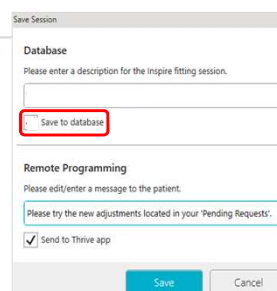 Save Session
Database
Please enter a description for the Inspire fitting session.
Save to database
Remote Programming
Please edit/enter a message to the patient.
Please try the new adjustments located in your 'Pending Requests'.
Send to Thrive app
Save Cancel